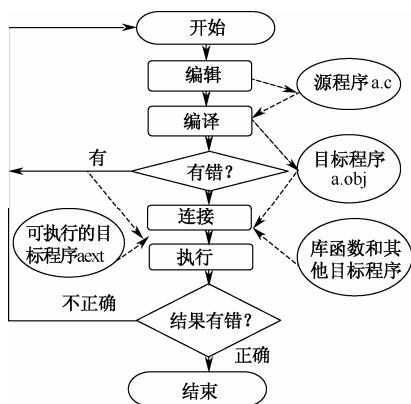 开始
编辑
源程序 a.c
编译
有
有错?
目标程序
a.obj
连接
可执行的目
标程序aext
库函数和其
他目标程序
执行
不正确
结果有错?
正确
结束